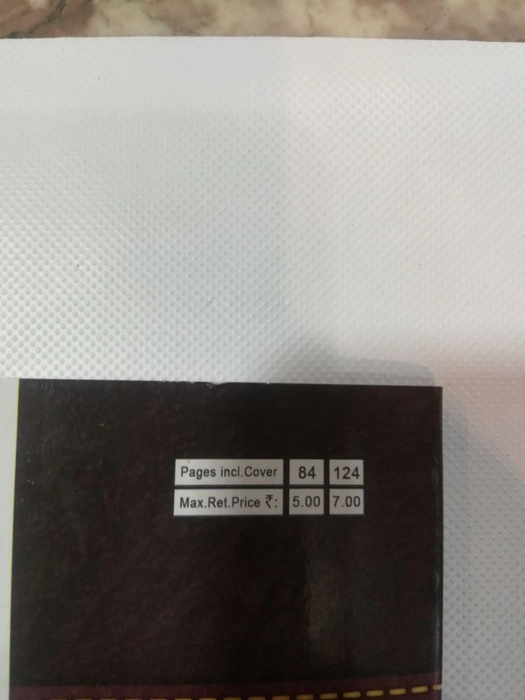 Pages incl.Cover 84 124
Max.Ret.Price ₹: 5.00 7.00